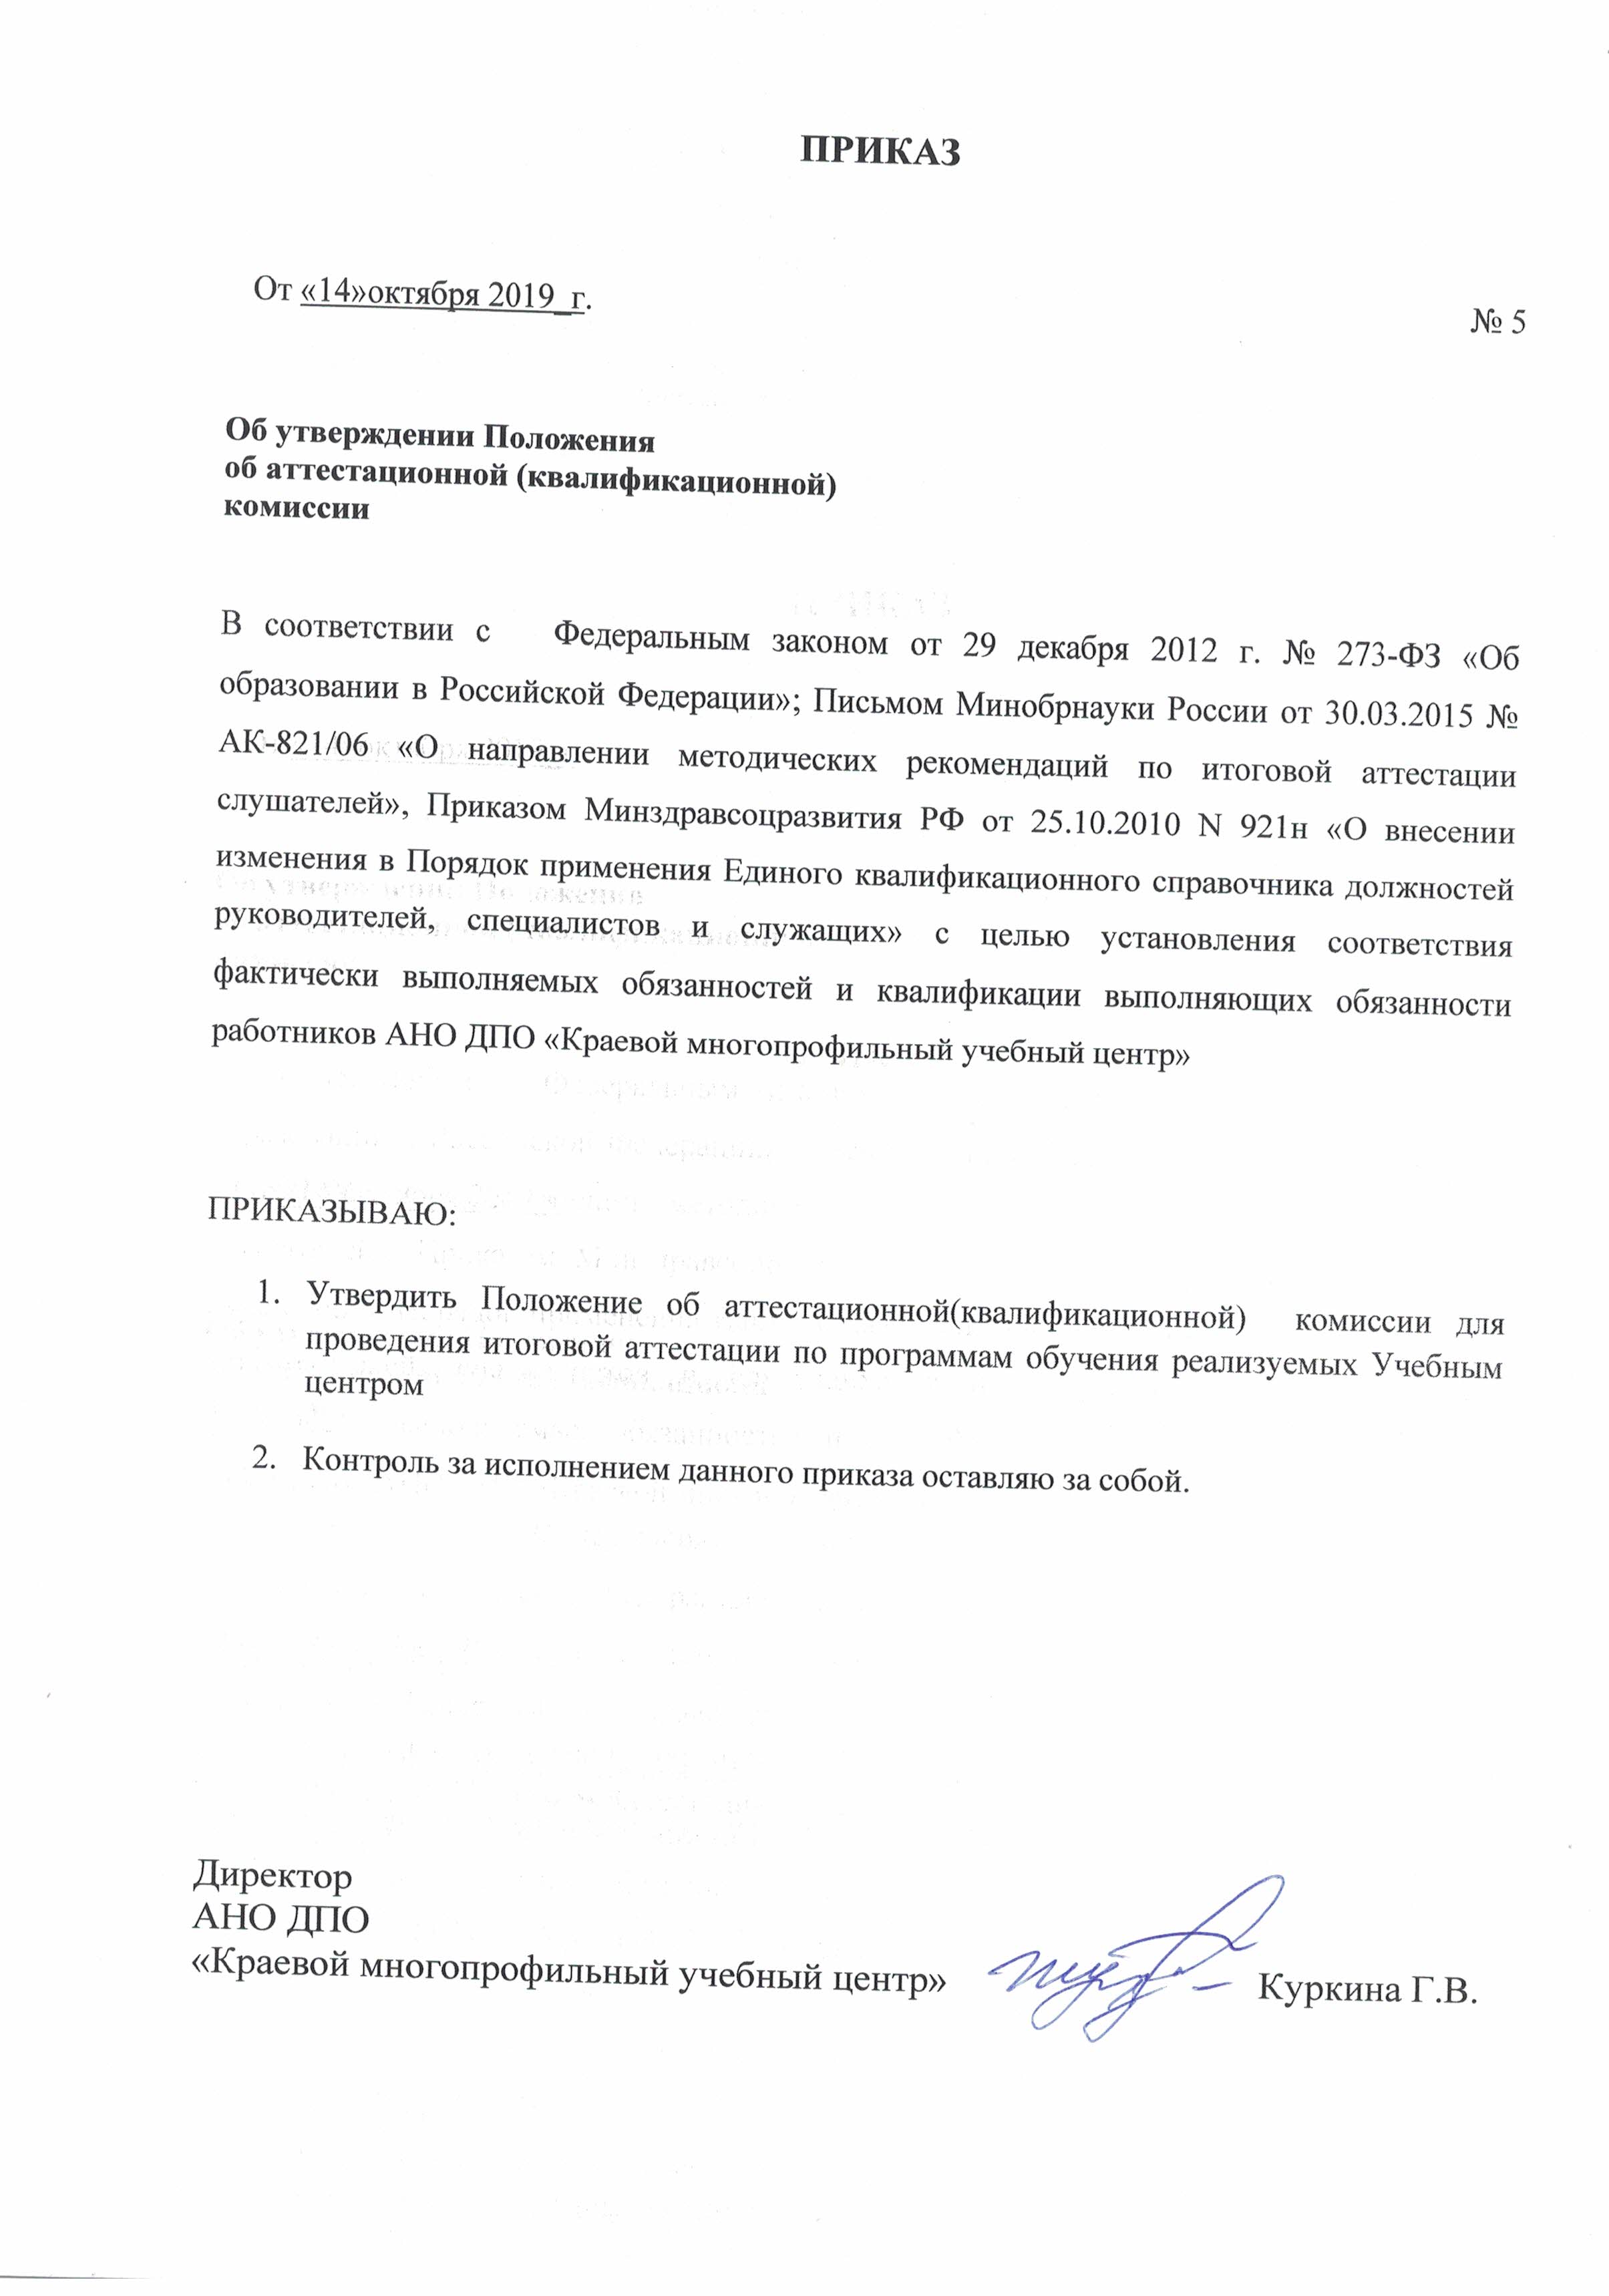 ПРИКАЗ
От «14»октября 2019_г.
№ 5
Об утверждении Положения
об аттестационной (квалификационной)
комиссии
В соответствии с Федеральным законом от 29 декабря 2012 г. № 273-ФЗ «Об
образовании в Российской Федерации»; Письмом Минобрнауки России от 30.03.2015 №
АК-821/06 «О направлении методических рекомендаций по итоговой аттестации
слушателей», Приказом Минздравсоцразвития РФ от 25.10.2010 N 921н «О внесении
изменения в Порядок применения Единого квалификационного справочника должностей
руководителей, специалистов и служащих» с целью установления соответствия
фактически выполняемых обязанностей и квалификации выполняющих обязанности
работников АНО ДПО «Краевой многопрофильный учебный центр»
ПРИКАЗЫВАЮ:
1. Утвердить Положение об аттестационной(квалификационной) комиссии для
проведения итоговой аттестации по программам обучения реализуемых Учебным
центром
2. Контроль за исполнением данного приказа оставляю за собой.
Директор
АНО ДПО
«Краевой многопрофильный учебный центр» Куркина Г.В.